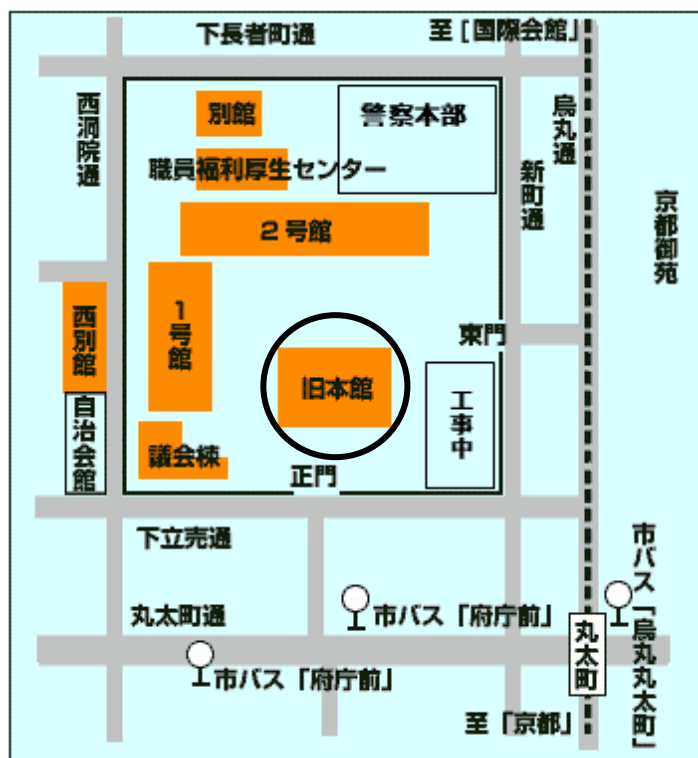 下長者町通
至[国際会館」
西洞院通
別館
警察本部
烏丸通
職員福利厚生センター
新町通
京都御苑
2号館
1号館
西別館
東門
旧本館
自治会館
工事中
議会棟
正門
下立売通
市バス「烏丸丸太町」
丸太町通
市バス「府庁前」
丸太町
市バス「府庁前」
至「京都」